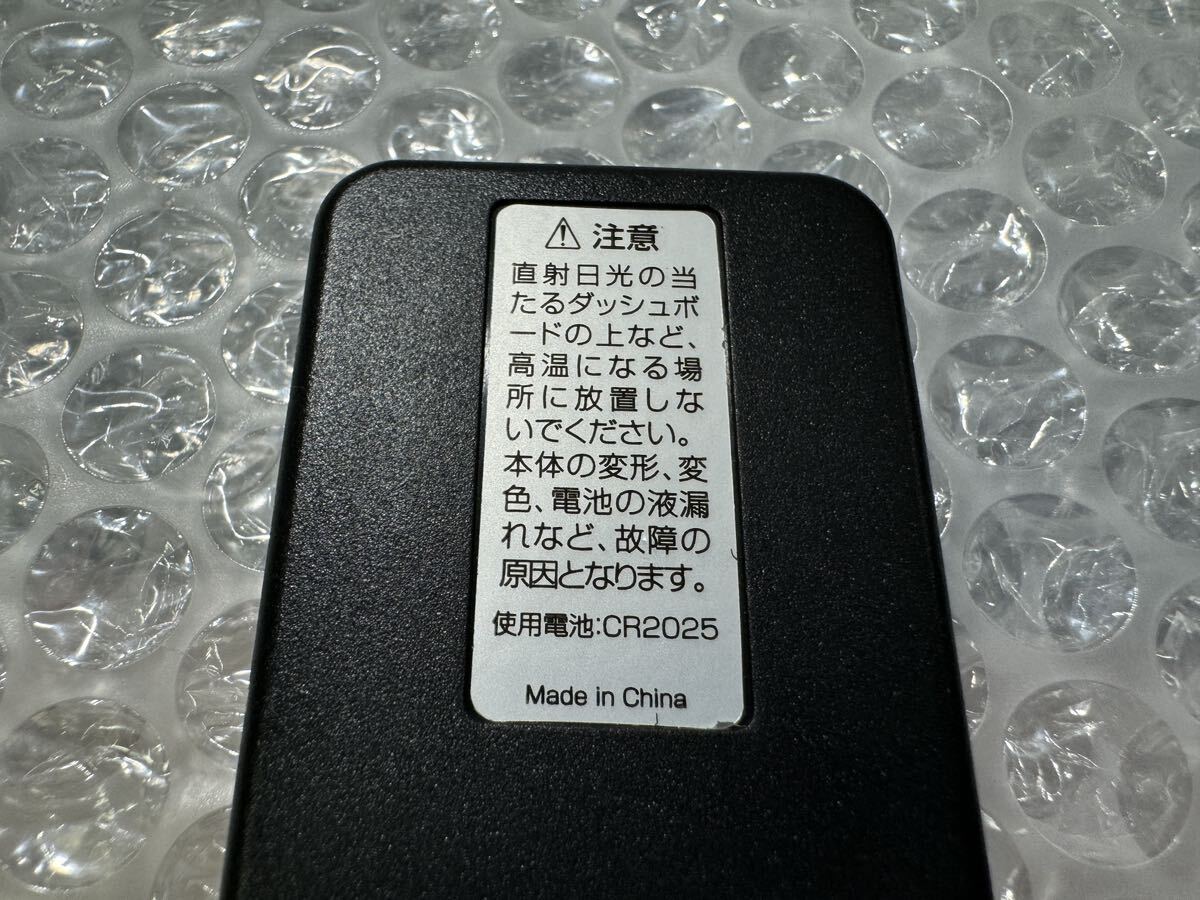 ⚠ 注意
直射日光の当
たるダッシュボ
ードの上など、
高温になる場
所に放置しな
いでください。
本体の変形、変
色、電池の液漏
れなど、故障の
原因となります。
使用電池:CR2025
Made in China